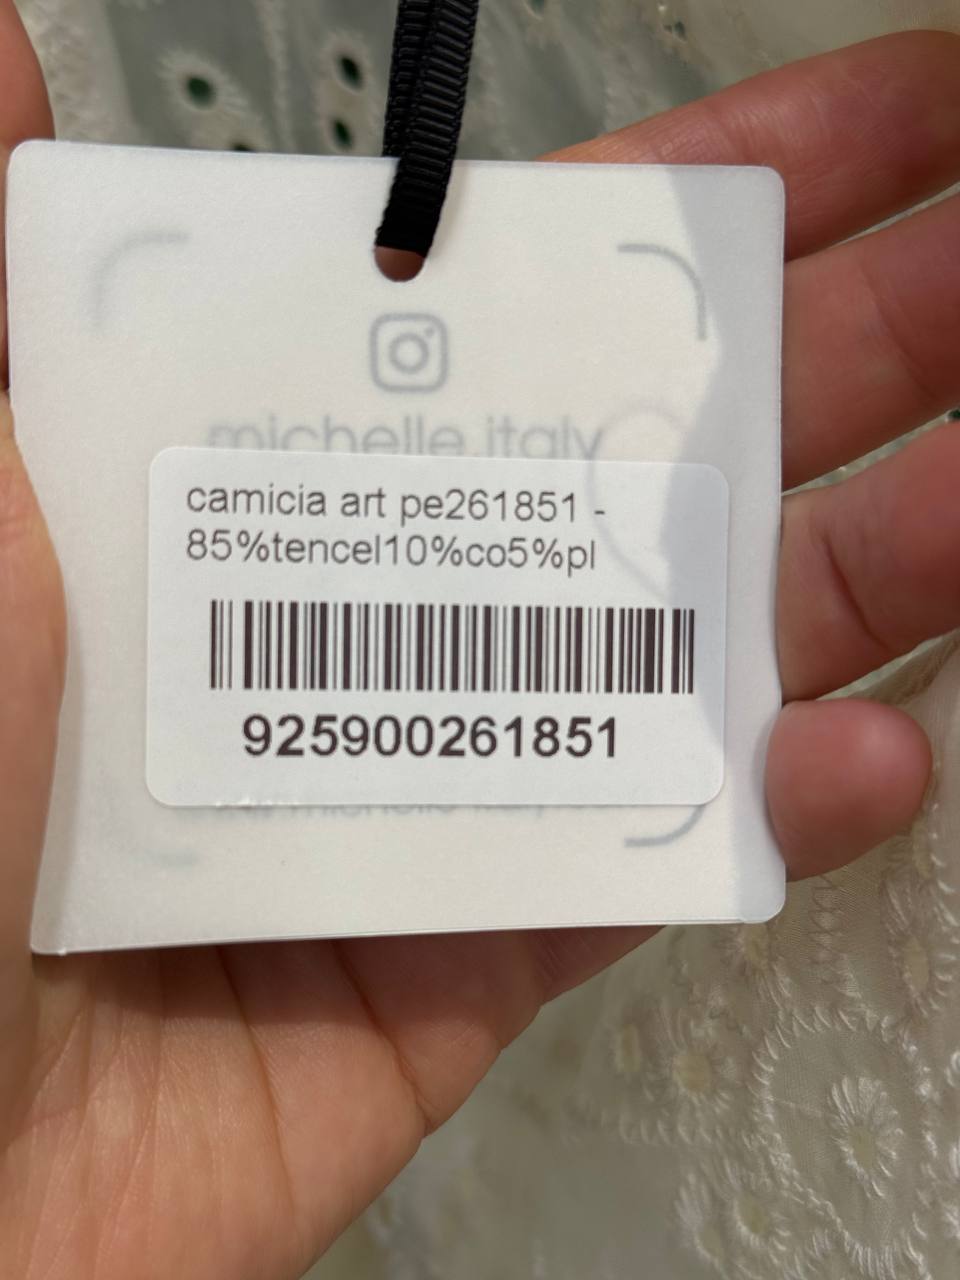 michelle.italy
camicia art pe261851 -
85%tencel10%co5%pl
925900261851